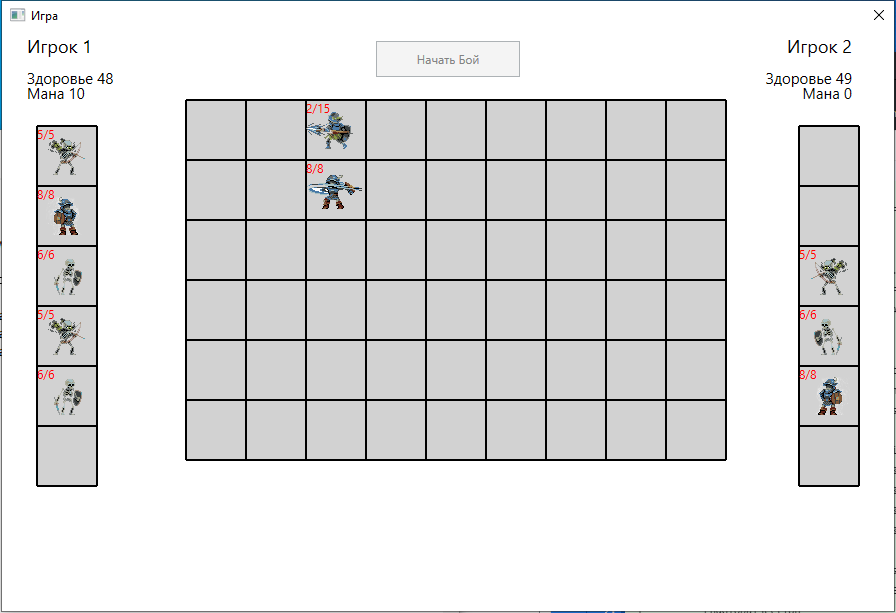 Игра
Игрок 1
Здоровье 48
Мана 10
Начать Бой
Игрок 2
Здоровье 49
Мана 0
5/5
8/8
6/6
5/5
6/6
2/15
8/8
5/5
6/6
8/8